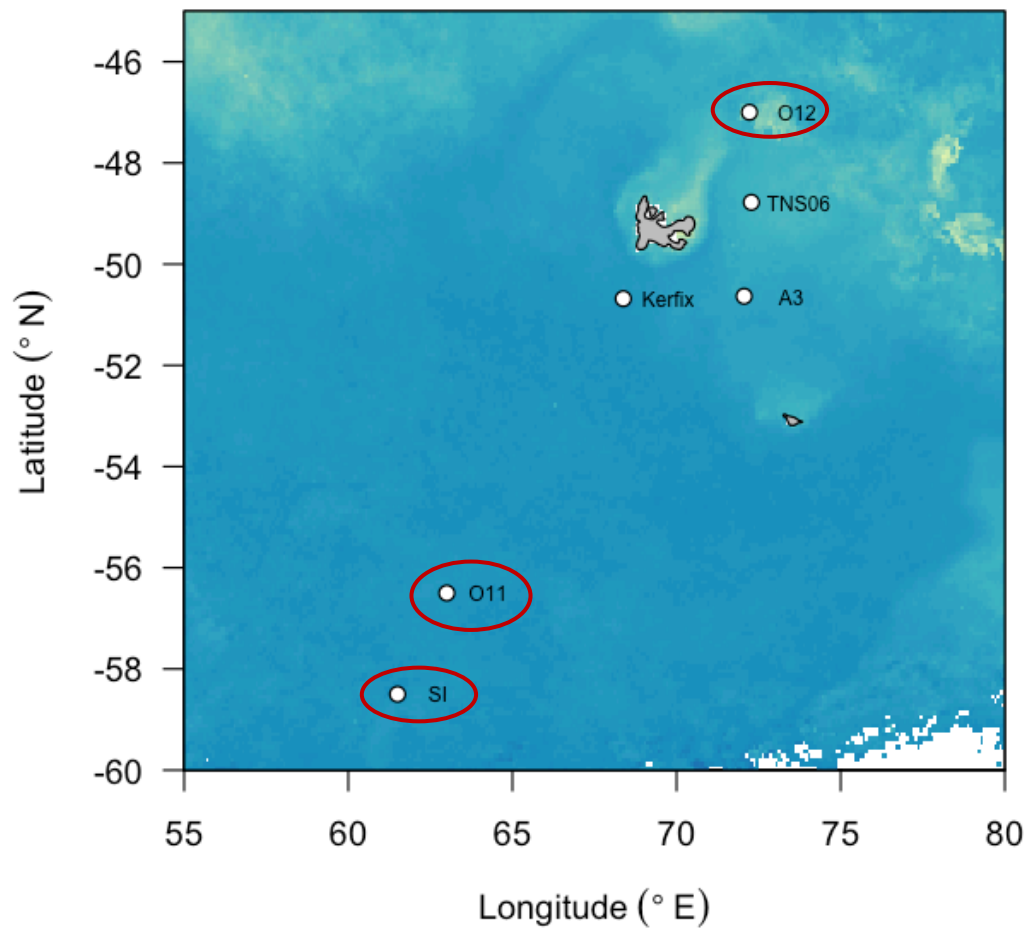 -46
-48
-50
-52
-54
-56
-58
-60
Latitude (° N)
O12
TNS06
Kerfix
A3
O11
SI
55 60 65 70 75 80
Longitude (° E)